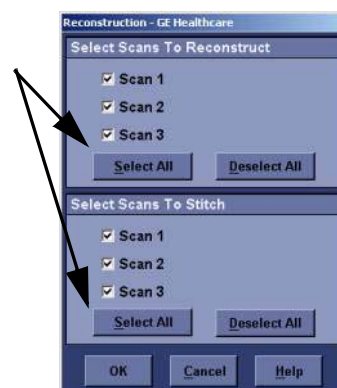 Reconstruction - GE Healthcare
Select Scans To Reconstruct
Scan 1
Scan 2
Scan 3
Select All Deselect All
Select Scans To Stitch
Scan 1
Scan 2
Scan 3
Select All Deselect All
OK Cancel Help